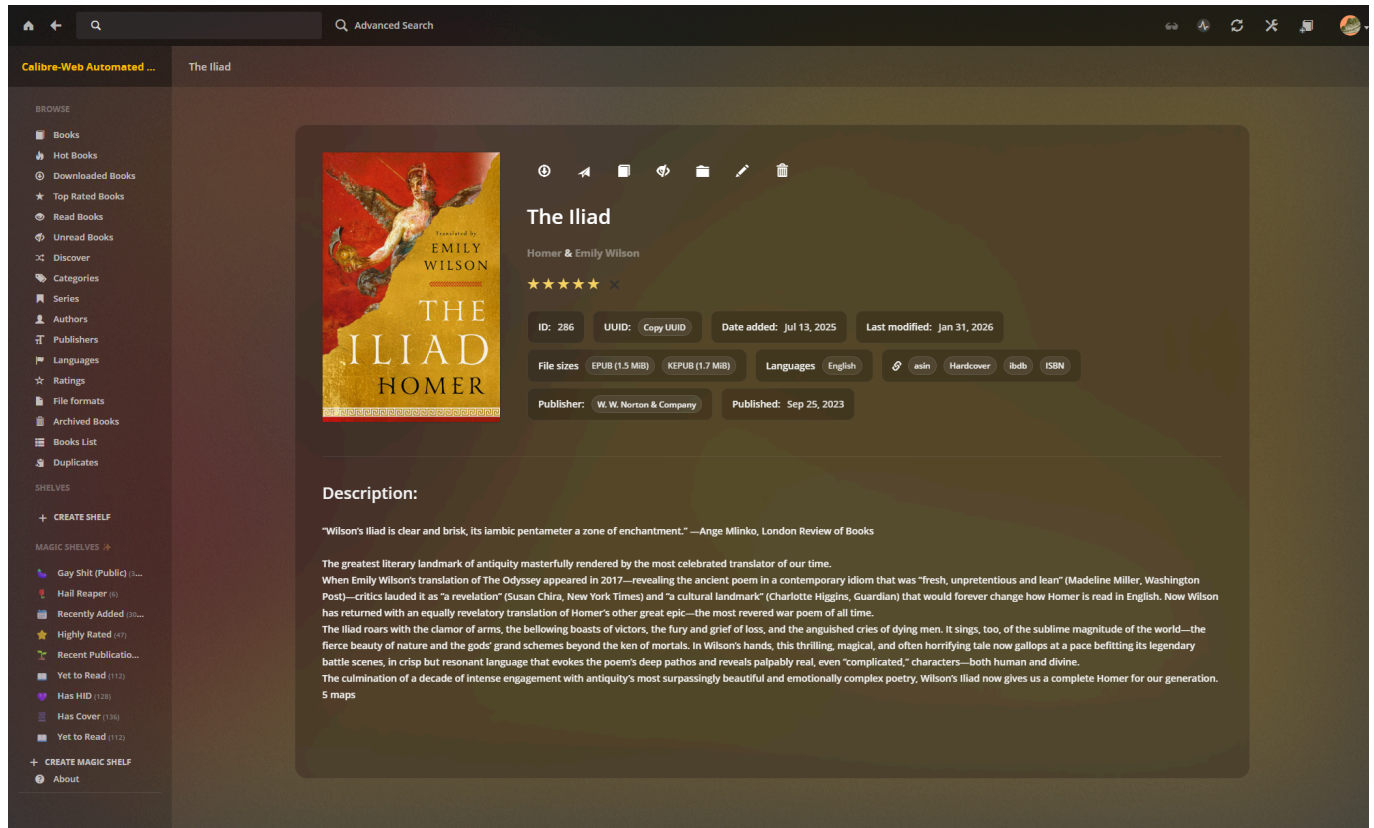 Advanced Search
Calibre-Web Automated ...
The Iliad
BROWSE
Books
Hot Books
Downloaded Books
Top Rated Books
Read Books
Unread Books
Discover
Categories
Series
Authors
Publishers
Languages
Ratings
File formats
Archived Books
Books List
Duplicates
SHELVES
CREATE SHELF
MAGIC SHELVES
Gay Shit (Public) (3...
Hail Reaper (6)
Recently Added (30...
Highly Rated (47)
Recent Publicatio...
Yet to Read (112)
Has HID (128)
Has Cover (136)
Yet to Read (112)
CREATE MAGIC SHELF
About
Translated by
EMILY
WILSON
THE
ILIAD
HOMER
The Iliad
Homer & Emily Wilson
ID: 286 UUID: Copy UUID Date added: Jul 13, 2025 Last modified: Jan 31, 2026
File sizes EPUB (1.5 MiB) KEPUB (1.7 MiB) Languages English asin Hardcover ibdb ISBN
Publisher: W. W. Norton & Company Published: Sep 25, 2023
Description:
“Wilson’s Iliad is clear and brisk, its iambic pentameter a zone of enchantment.” —Ange Mlinko, London Review of Books
The greatest literary landmark of antiquity masterfully rendered by the most celebrated translator of our time.
When Emily Wilson’s translation of The Odyssey appeared in 2017—revealing the ancient poem in a contemporary idiom that was “fresh, unpretentious and lean” (Madeline Miller, Washington
Post)—critics lauded it as “a revelation” (Susan Chira, New York Times) and “a cultural landmark” (Charlotte Higgins, Guardian) that would forever change how Homer is read in English. Now Wilson
has returned with an equally revelatory translation of Homer’s other great epic—the most revered war poem of all time.
The Iliad roars with the clamor of arms, the bellowing boasts of victors, the fury and grief of loss, and the anguished cries of dying men. It sings, too, of the sublime magnitude of the world—the
fierce beauty of nature and the gods’ grand schemes beyond the ken of mortals. In Wilson’s hands, this thrilling, magical, and often horrifying tale now gallops at a pace befitting its legendary
battle scenes, in crisp but resonant language that evokes the poem’s deep pathos and reveals palpably real, even “complicated,” characters—both human and divine.
The culmination of a decade of intense engagement with antiquity’s most surpassingly beautiful and emotionally complex poetry, Wilson’s Iliad now gives us a complete Homer for our generation.
5 maps